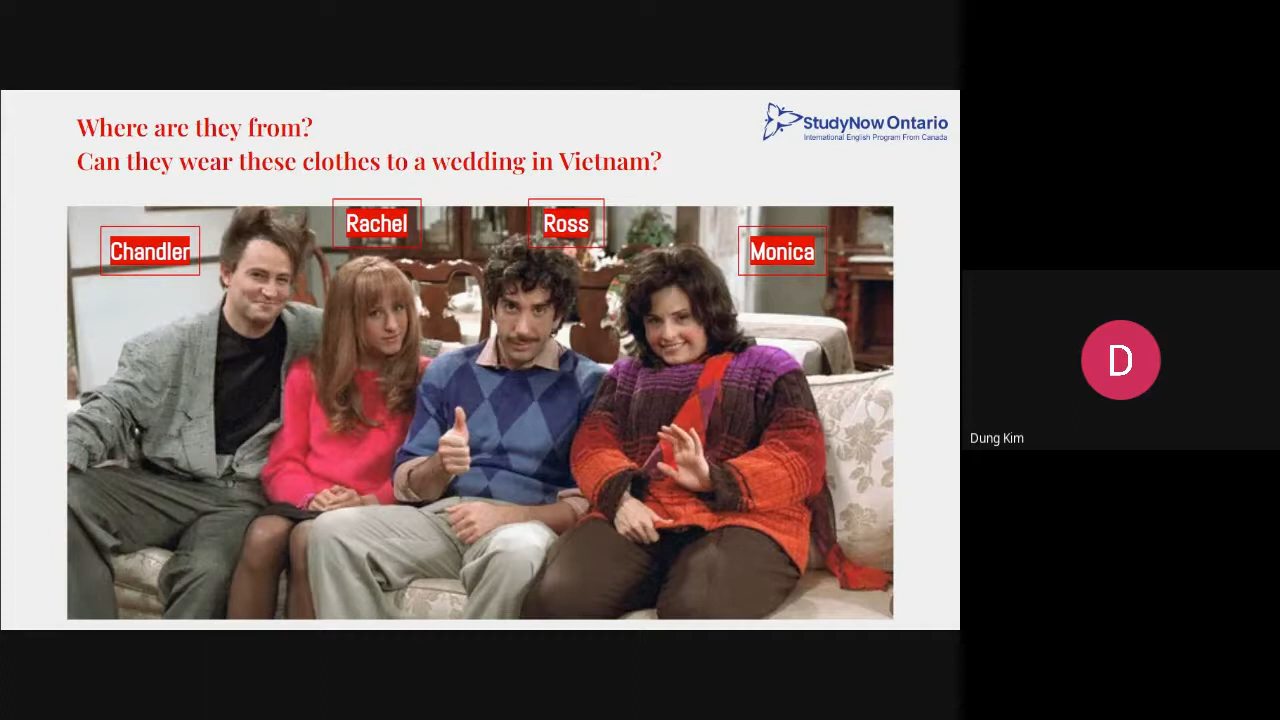 Where are they from?
Can they wear these clothes to a wedding in Vietnam?
StudyNow Ontario
International English Program From Canada
Chandler
Rachel
Ross
Monica
D
Dung Kim